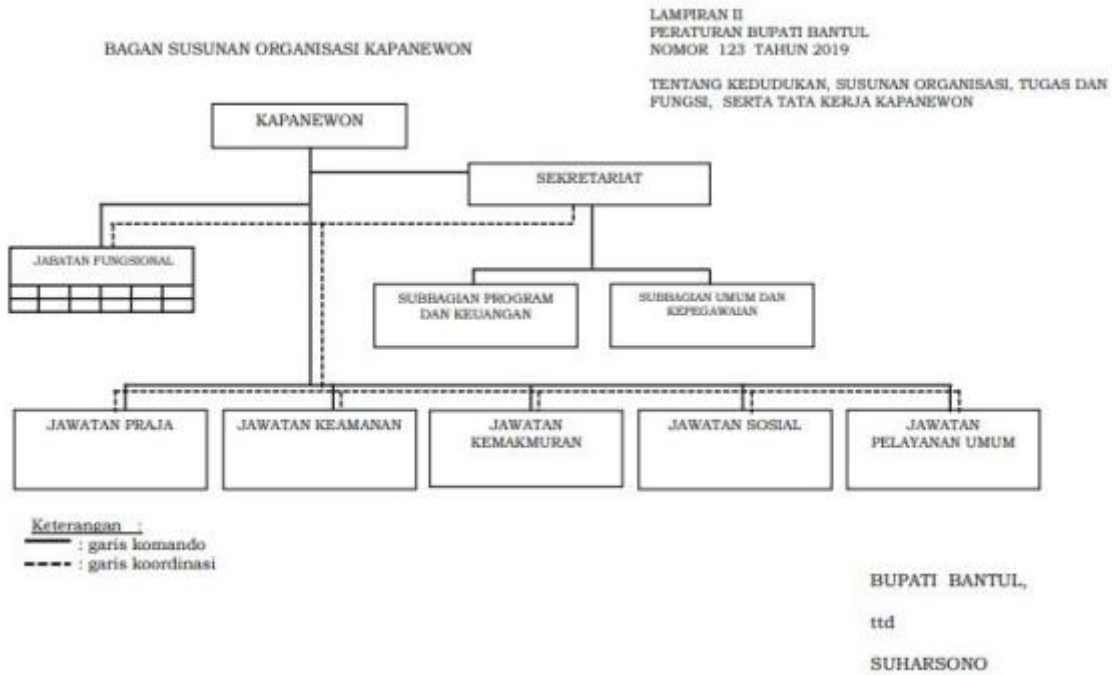 LAMPIRAN II
PERATURAN BUPATI BANTUL
NOMOR 123 TAHUN 2019
BAGAN SUSUNAN ORGANISASI KAPANEWON
TENTANG KEDUDUKAN, SUSUNAN ORGANISASI, TUGAS DAN
FUNGSI, SERTA TATA KERJA KAPANEWON
KAPANEWON
SEKRETARIAT
JABATAN FUNGSIONAL
SUBBAGIAN PROGRAM
DAN KEUANGAN
SUBBAGIAN UMUM DAN
KEPEGAWAIAN
JAWATAN PRAJA
JAWATAN KEAMANAN
JAWATAN
KEMAKMURAN
JAWATAN SOSIAL
JAWATAN
PELAYANAN UMUM
Keterangan :
: garis komando
: garis koordinasi
BUPATI BANTUL,
ttd
SUHARSONO